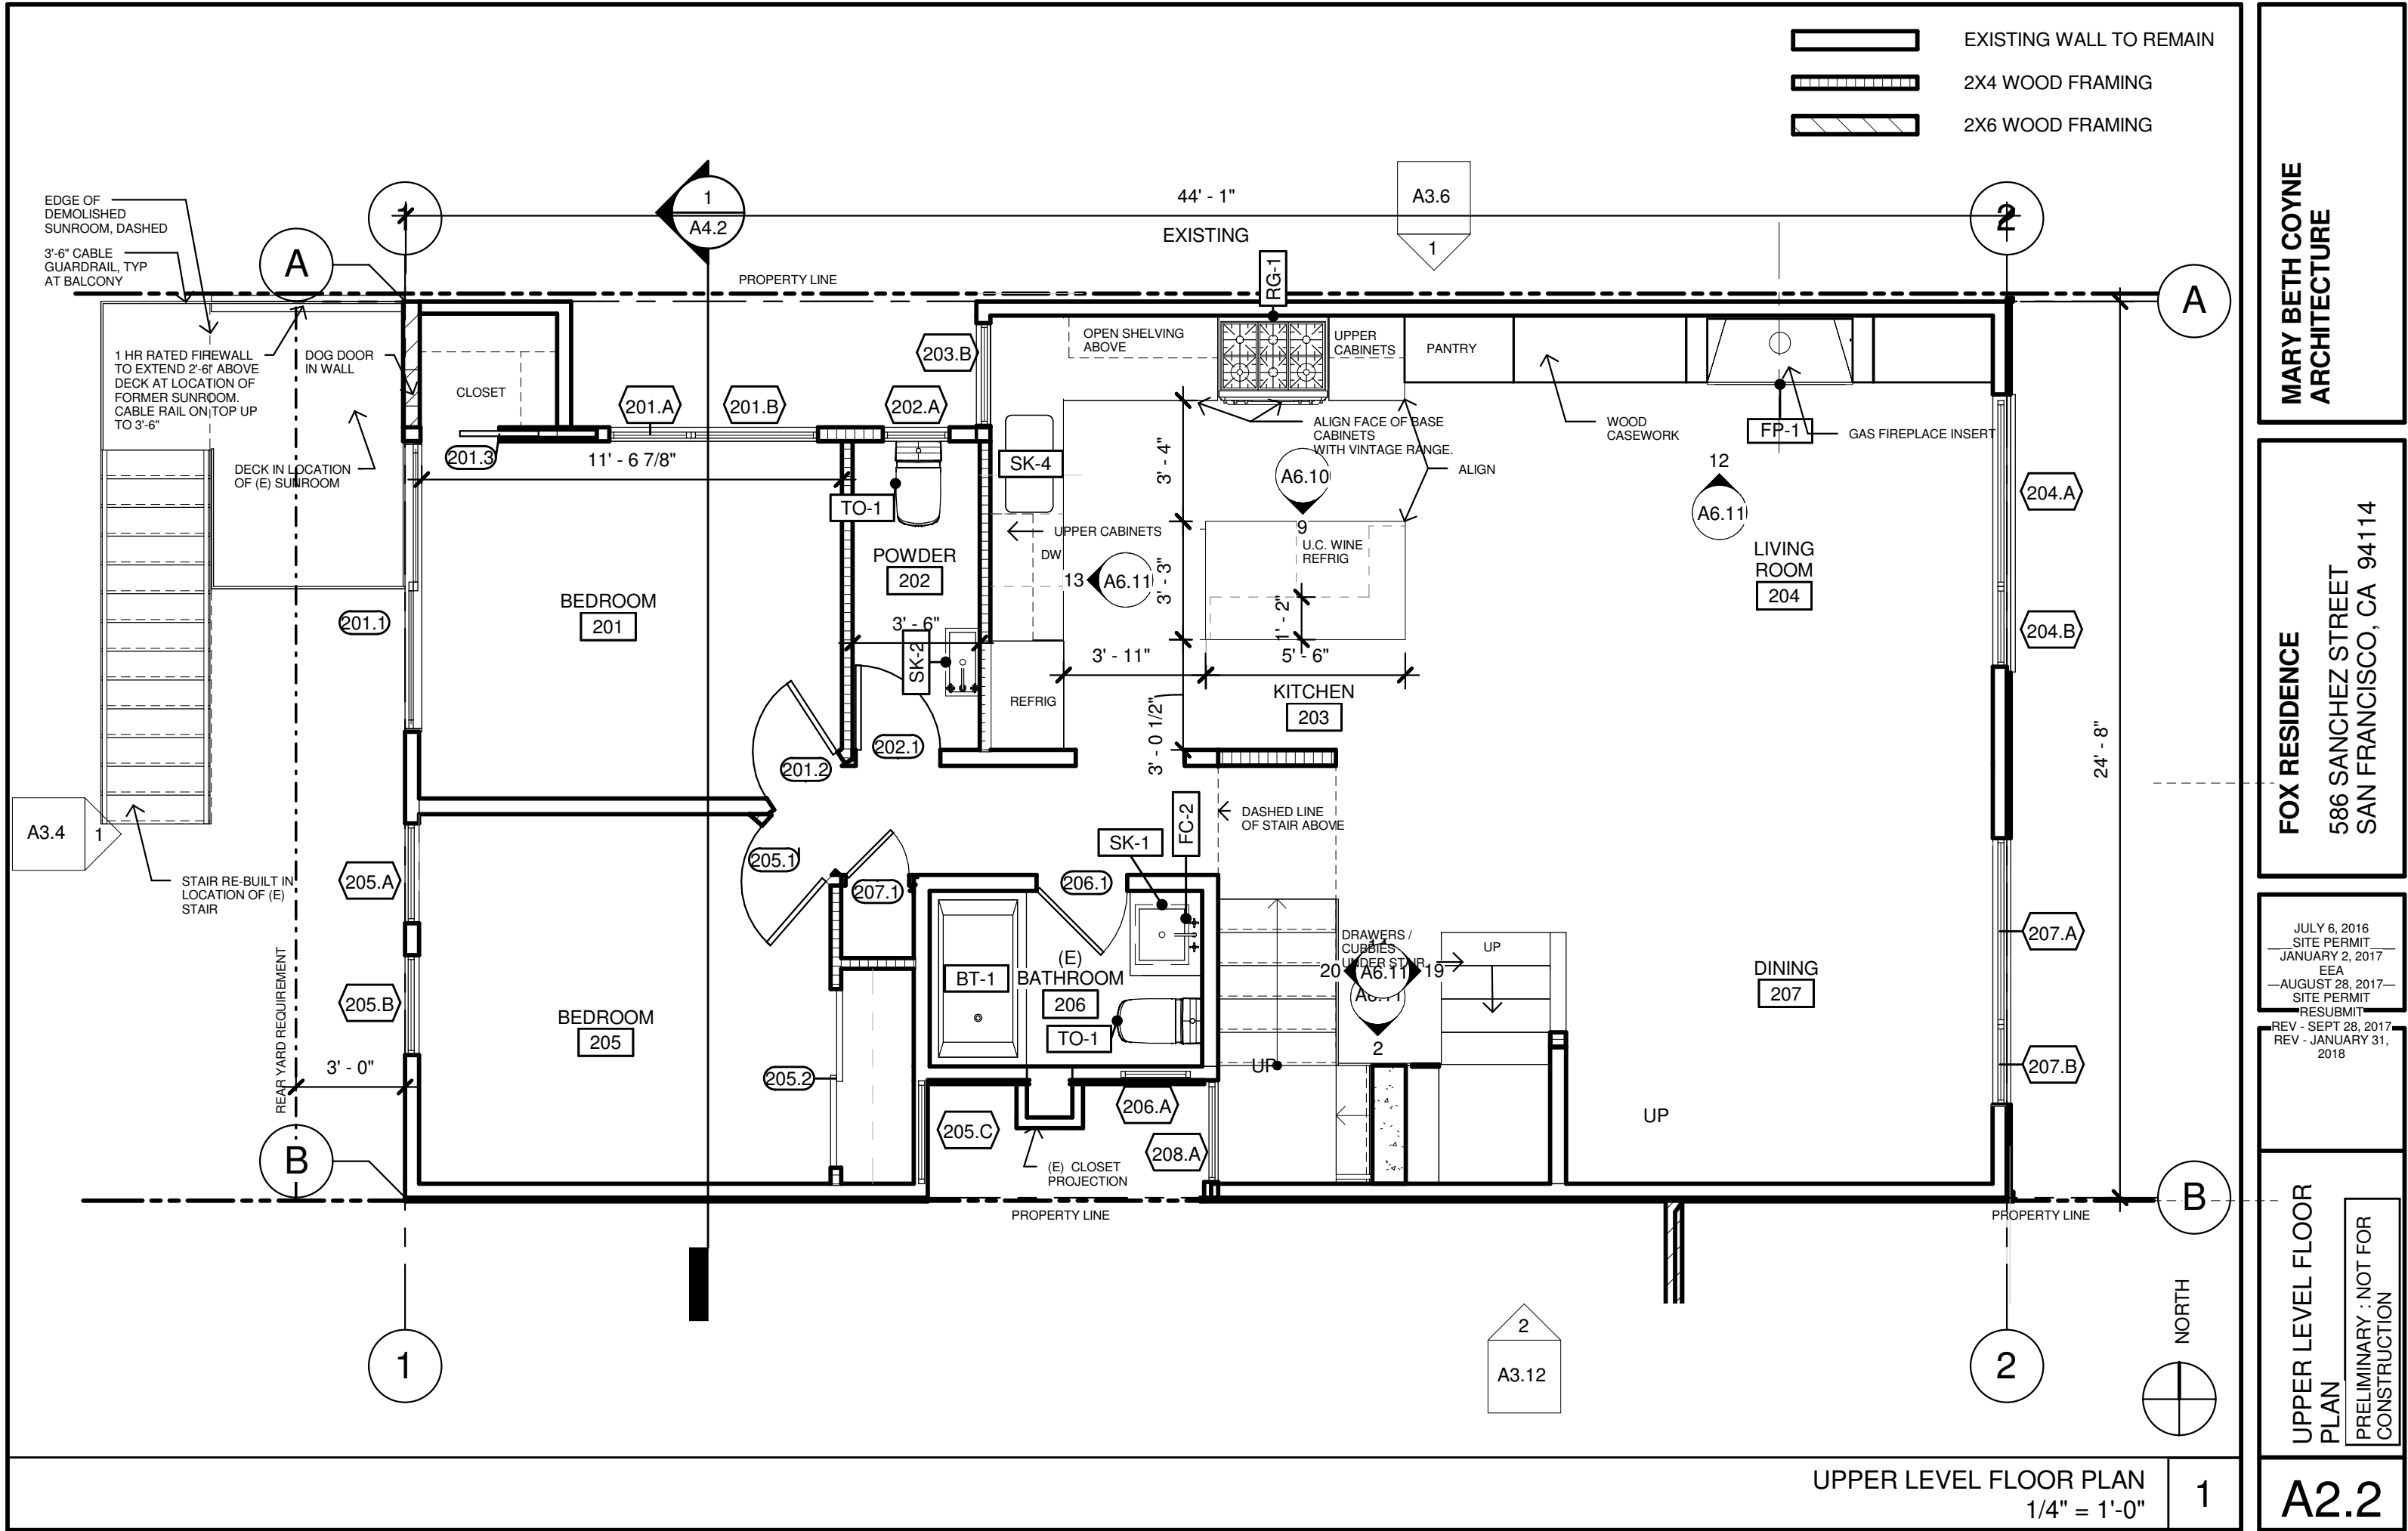 EXISTING WALL TO REMAIN
2X4 WOOD FRAMING
2X6 WOOD FRAMING
EDGE OF
DEMOLISHED
SUNROOM, DASHED
3'-6" CABLE
GUARDRAIL, TYP
AT BALCONY
A
1
1
A4.2
44' - 1"
EXISTING
A3.6
1
2
A
PROPERTY LINE
RG-1
1 HR RATED FIREWALL
TO EXTEND 2'-6" ABOVE
DECK AT LOCATION OF
FORMER SUNROOM.
CABLE RAIL ON TOP UP
TO 3'-6"
DOG DOOR
IN WALL
CLOSET
201.A
201.B
202.A
203.B
OPEN SHELVING
ABOVE
UPPER
CABINETS
PANTRY
ALIGN FACE OF BASE
CABINETS
WITH VINTAGE RANGE.
WOOD
CASEWORK
FP-1
GAS FIREPLACE INSERT
DECK IN LOCATION
OF (E) SUNROOM
201.3
11' - 6 7/8"
SK-4
3' - 4"
A6.10
9
ALIGN
12
A6.11
204.A
TO-1
UPPER CABINETS
DW
POWDER
202
13
A6.11
3' - 3"
U.C. WINE
REFRIG
1' - 2"
LIVING
ROOM
204
204.B
201.1
BEDROOM
201
3' - 6"
SK-2
3' - 11"
5' - 6"
REFRIG
KITCHEN
203
3' - 0 1/2"
202.1
201.2
24' - 8"
A3.4
1
DASHED LINE
OF STAIR ABOVE
SK-1
FC-2
205.1
207.1
206.1
STAIR RE-BUILT IN
LOCATION OF (E)
STAIR
205.A
205.B
REAR YARD REQUIREMENT
3' - 0"
BEDROOM
205
205.2
BT-1
(E)
BATHROOM
206
TO-1
DRAWERS /
CUBBIES
UNDER STAIR
20
A6.11
19
A6.11
2
UP
UP
DINING
207
207.A
207.B
UP
206.A
205.C
208.A
(E) CLOSET
PROJECTION
B
B
PROPERTY LINE
PROPERTY LINE
1
2
A3.12
2
NORTH
UPPER LEVEL FLOOR PLAN
1/4" = 1'-0"
1
MARY BETH COYNE
ARCHITECTURE
FOX RESIDENCE
586 SANCHEZ STREET
SAN FRANCISCO, CA 94114
JULY 6, 2016
SITE PERMIT
JANUARY 2, 2017
EEA
AUGUST 28, 2017
SITE PERMIT
RESUBMIT
REV - SEPT 28, 2017
REV - JANUARY 31,
2018
UPPER LEVEL FLOOR
PLAN
PRELIMINARY : NOT FOR
CONSTRUCTION
A2.2